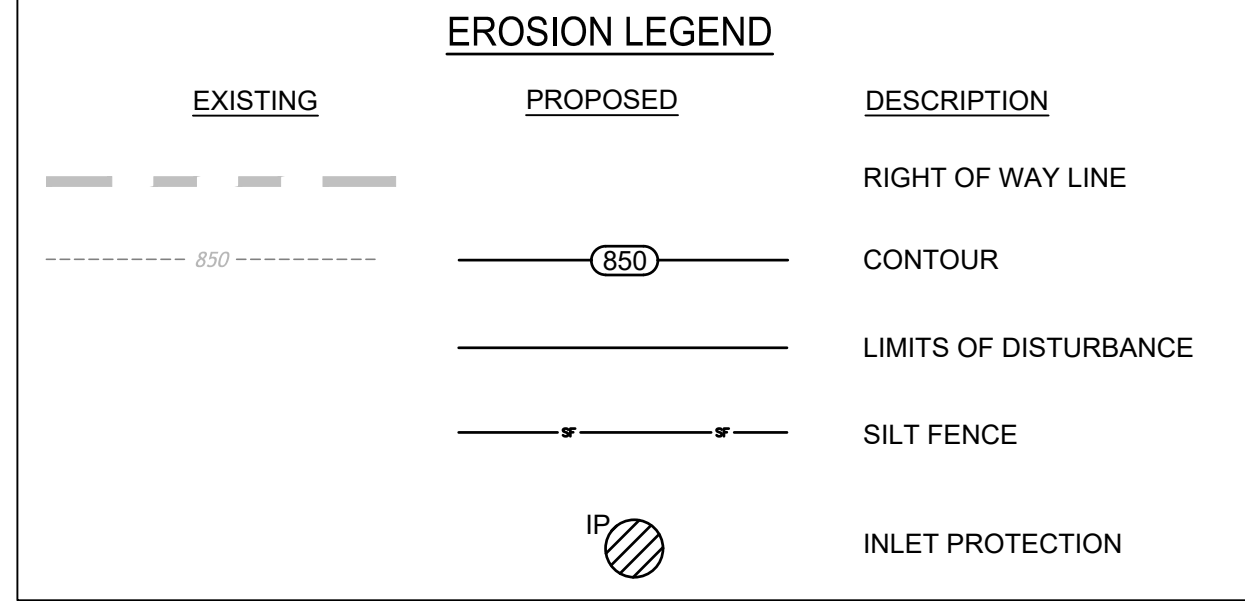 EROSION LEGEND
EXISTING PROPOSED DESCRIPTION
RIGHT OF WAY LINE
850 850 CONTOUR
LIMITS OF DISTURBANCE
SF SF SILT FENCE
IP INLET PROTECTION